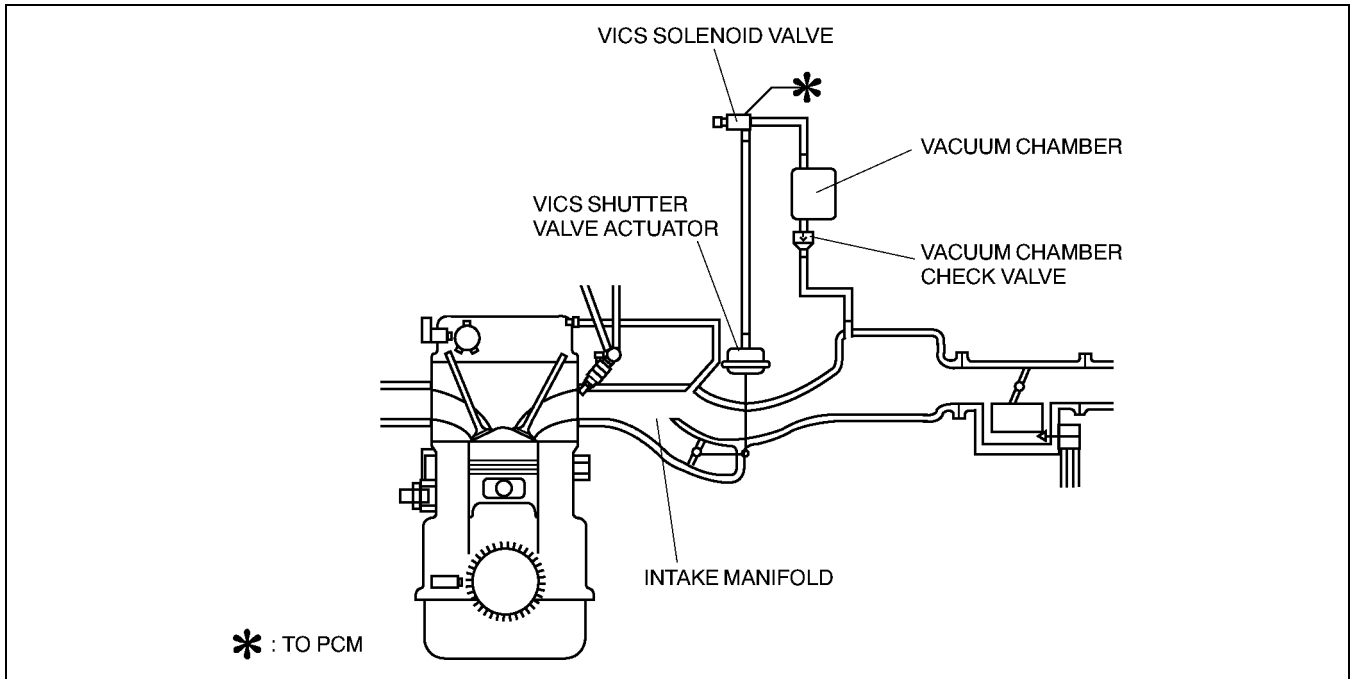 VICS SOLENOID VALVE
VACUUM CHAMBER
VICS SHUTTER
VALVE ACTUATOR
VACUUM CHAMBER
CHECK VALVE
INTAKE MANIFOLD
* : TO PCM